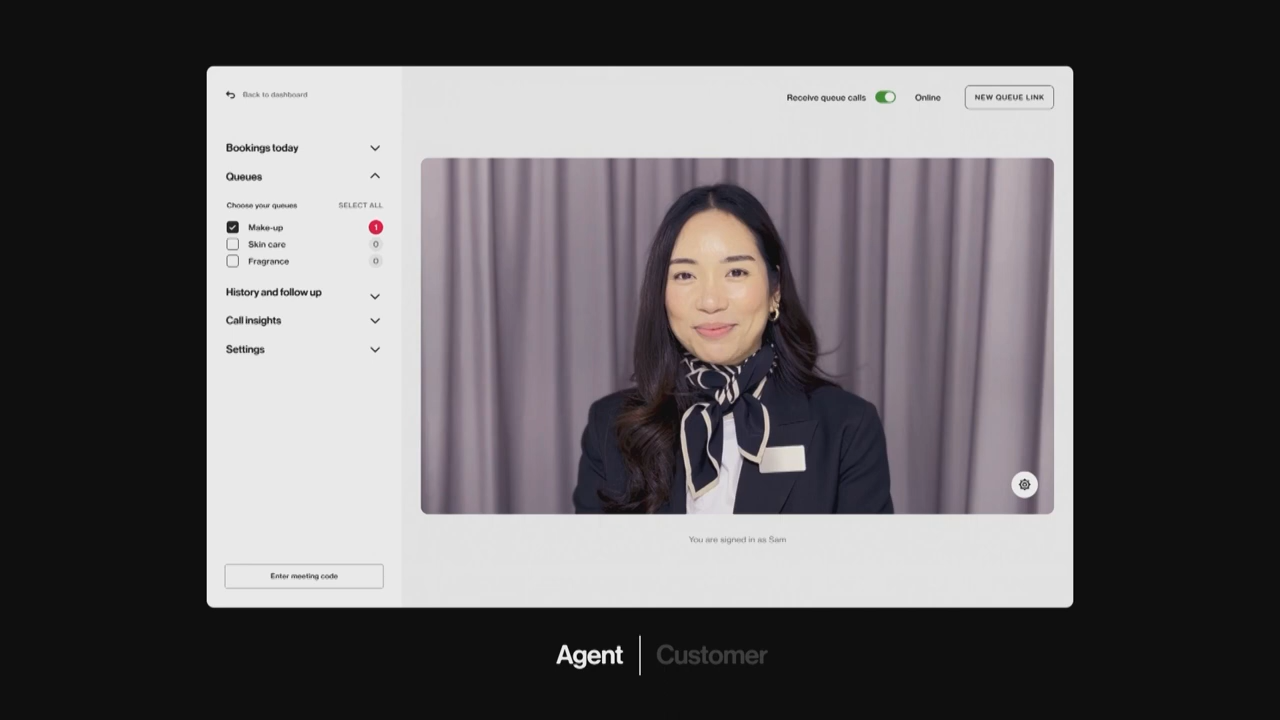 Back to dashboard
Receive queue calls
Online
NEW QUEUE LINK
Bookings today
Queues
Choose your queues
SELECT ALL
Make-up
1
Skin care
0
Fragrance
0
History and follow up
Call insights
Settings
You are signed in as Sam
Enter meeting code
Agent
Customer